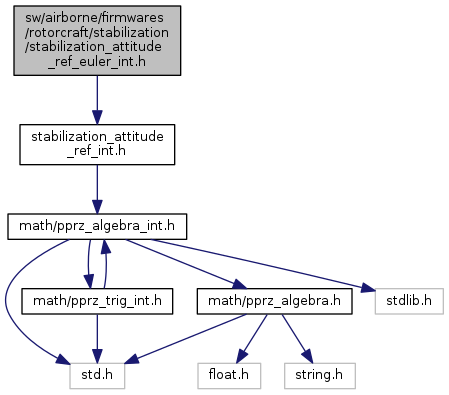 sw/airborne/firmwares
/rotorcraft/stabilization
/stabilization_attitude
_ref_euler_int.h
stabilization_attitude
_ref_int.h
math/pprz_algebra_int.h
math/pprz_trig_int.h
math/pprz_algebra.h
stdlib.h
std.h
float.h
string.h